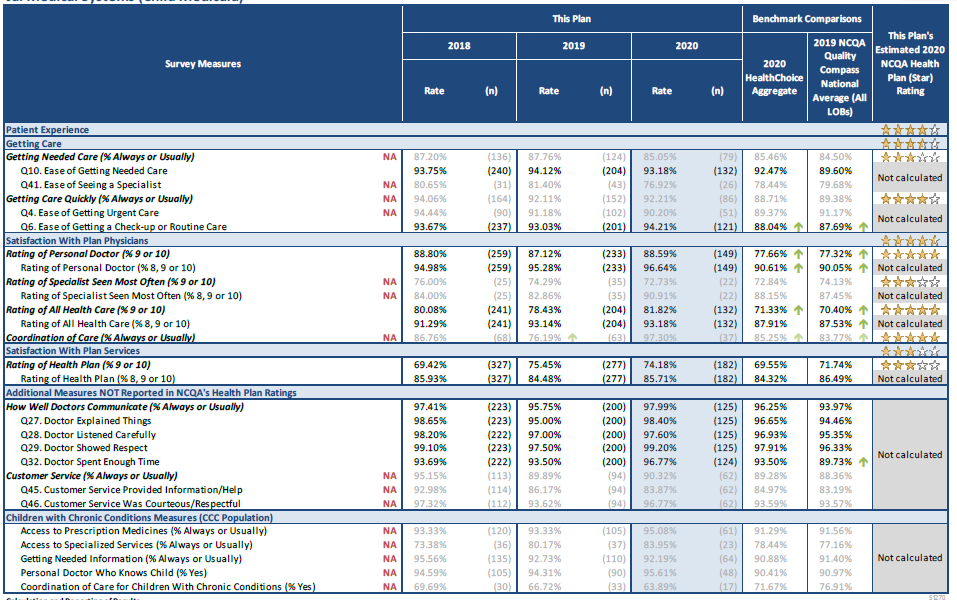 This Plan Benchmark Comparisons This Plan's Estimated 2020 NCQA Health Plan (Star) Rating
Survey Measures 2018 2019 2020 2020 HealthChoice Aggregate 2019 NCQA Quality Compass National Average (All LOBs)
Rate (n) Rate (n) Rate (n)
Patient Experience
Getting Care
Getting Needed Care (% Always or Usually) NA 87.20% (136) 87.76% (124) 85.05% (79) 85.46% 84.50%
Q10. Ease of Getting Needed Care 93.75% (240) 94.12% (204) 93.18% (132) 92.47% 89.60% Not calculated
Q41. Ease of Seeing a Specialist NA 80.65% (31) 81.40% (43) 76.92% (26) 78.44% 79.68%
Getting Care Quickly (% Always or Usually) NA 94.06% (164) 92.11% (152) 92.21% (86) 88.71% 89.38%
Q4. Ease of Getting Urgent Care NA 94.44% (90) 91.18% (102) 90.20% (51) 89.37% 91.17% Not calculated
Q6. Ease of Getting a Check-up or Routine Care 93.67% (237) 93.03% (201) 94.21% (121) 88.04% ↑ 87.69% ↑
Satisfaction With Plan Physicians
Rating of Personal Doctor (% 9 or 10) 88.80% (259) 87.12% (233) 88.59% (149) 77.66% ↑ 77.32% ↑
Rating of Personal Doctor (% 8, 9 or 10) 94.98% (259) 95.28% (233) 96.64% (149) 90.61% ↑ 90.05% ↑ Not calculated
Rating of Specialist Seen Most Often (% 9 or 10) NA 76.00% (25) 74.29% (35) 72.73% (22) 72.84% 74.13%
Rating of Specialist Seen Most Often (% 8, 9 or 10) NA 84.00% (25) 82.86% (35) 90.91% (22) 88.15% 87.45% Not calculated
Rating of All Health Care (% 9 or 10) 80.08% (241) 78.43% (204) 81.82% (132) 71.33% ↑ 70.40% ↑
Rating of All Health Care (% 8, 9 or 10) 91.29% (241) 93.14% (204) 93.18% (132) 87.91% 87.53% ↑ Not calculated
Coordination of Care (% Always or Usually) NA 86.76% (68) 76.19% ↑ (63) 97.30% (37) 85.25% ↑ 83.77% ↑
Satisfaction With Plan Services
Rating of Health Plan (% 9 or 10) 69.42% (327) 75.45% (277) 74.18% (182) 69.55% 71.74%
Rating of Health Plan (% 8, 9 or 10) 85.93% (327) 84.48% (277) 85.71% (182) 84.32% 86.49% Not calculated
Additional Measures NOT Reported in NCQA's Health Plan Ratings
How Well Doctors Communicate (% Always or Usually) 97.41% (223) 95.75% (200) 97.99% (125) 96.25% 93.97%
Q27. Doctor Explained Things 98.65% (223) 95.00% (200) 98.40% (125) 96.65% 94.46%
Q28. Doctor Listened Carefully 98.20% (222) 97.00% (200) 97.60% (125) 96.93% 95.35%
Q29. Doctor Showed Respect 99.10% (223) 97.50% (200) 99.20% (125) 97.91% 96.33%
Q32. Doctor Spent Enough Time 93.69% (222) 93.50% (200) 96.77% (124) 93.50% 89.73% ↑ Not calculated
Customer Service (% Always or Usually) NA 95.15% (113) 89.89% (94) 90.32% (62) 89.28% 88.36%
Q45. Customer Service Provided Information/Help NA 92.98% (114) 86.17% (94) 83.87% (62) 84.97% 83.19%
Q46. Customer Service Was Courteous/Respectful NA 97.32% (112) 93.62% (94) 96.77% (62) 93.59% 93.57%
Children with Chronic Conditions Measures (CCC Population)
Access to Prescription Medicines (% Always or Usually) NA 93.33% (120) 93.33% (105) 95.08% (61) 91.29% 91.56%
Access to Specialized Services (% Always or Usually) NA 73.38% (36) 80.17% (37) 83.95% (23) 78.44% 77.16%
Getting Needed Information (% Always or Usually) NA 95.56% (135) 92.73% (110) 92.19% (64) 90.88% 91.40% Not calculated
Personal Doctor Who Knows Child (% Yes) NA 94.59% (105) 94.31% (90) 95.61% (48) 90.41% 90.97%
Coordination of Care for Children With Chronic Conditions (% Yes) NA 69.69% (30) 66.72% (33) 63.89% (17) 71.67% 76.91%